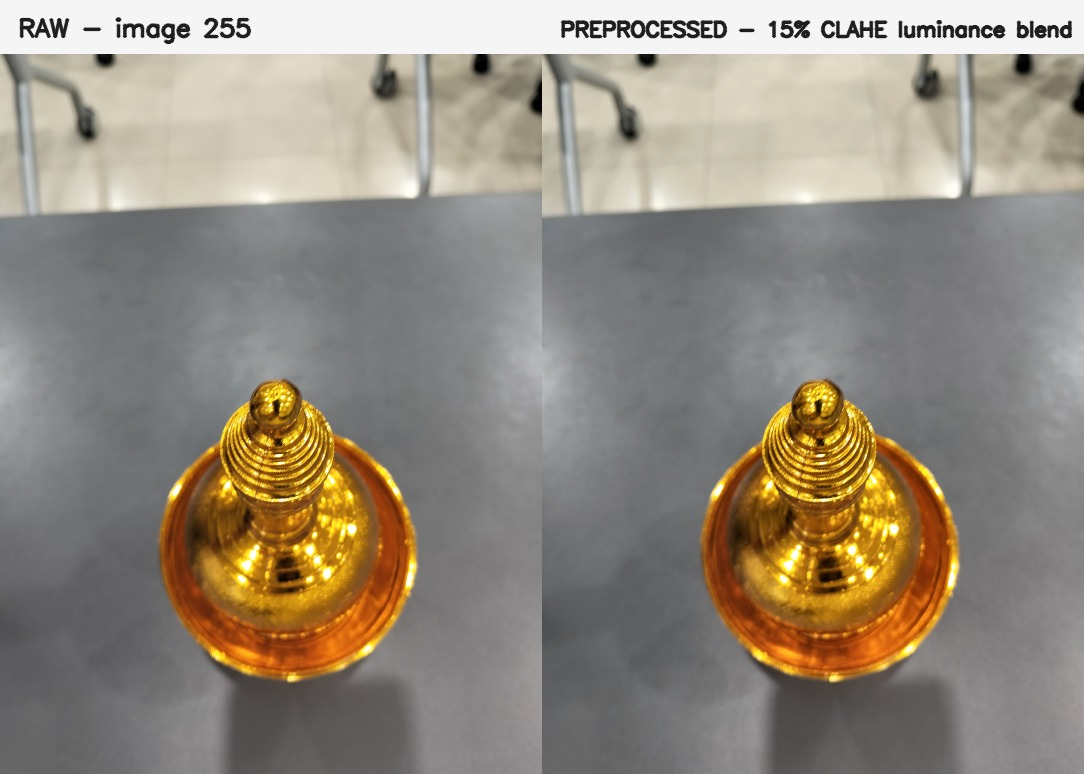 RAW – image 255
PREPROCESSED – 15% CLAHE luminance blend